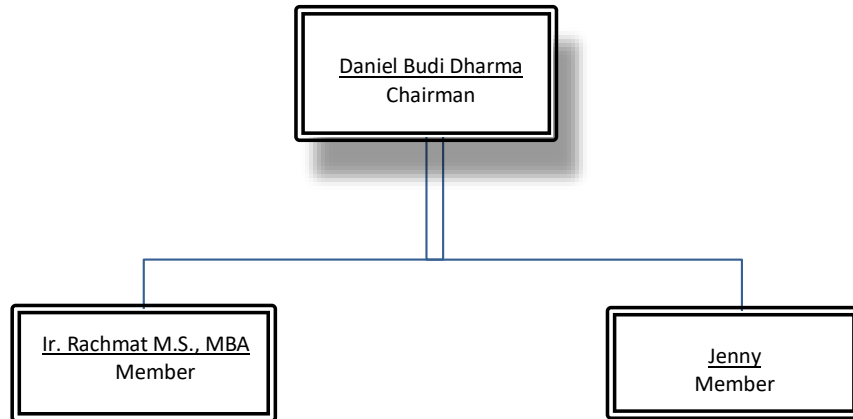 Daniel Budi Dharma
Chairman
Ir. Rachmat M.S., MBA
Member
Jenny
Member